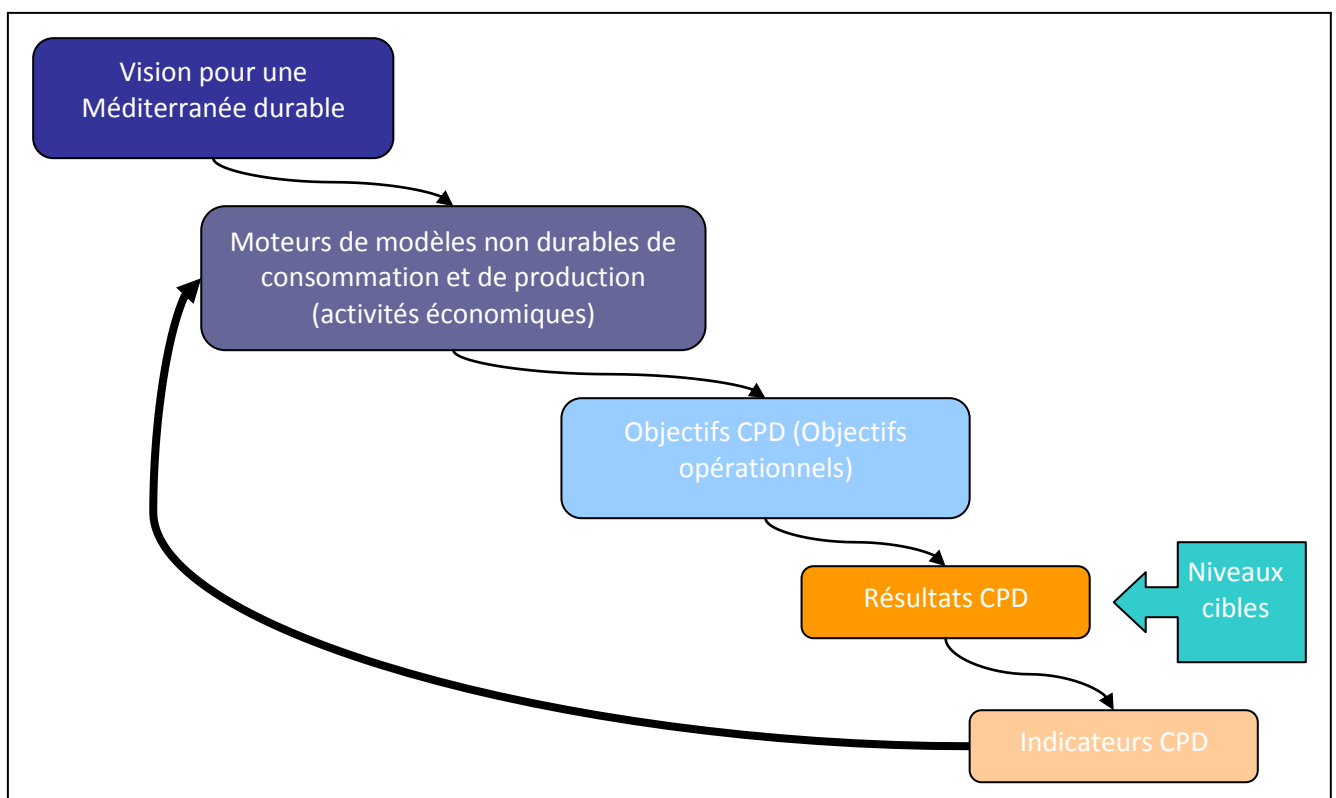 Vision pour une
Méditerranée durable
Moteurs de modèles non durables de
consommation et de production
(activités économiques)
Objectifs CPD (Objectifs
opérationnels)
Résultats CPD
Niveaux
cibles
Indicateurs CPD